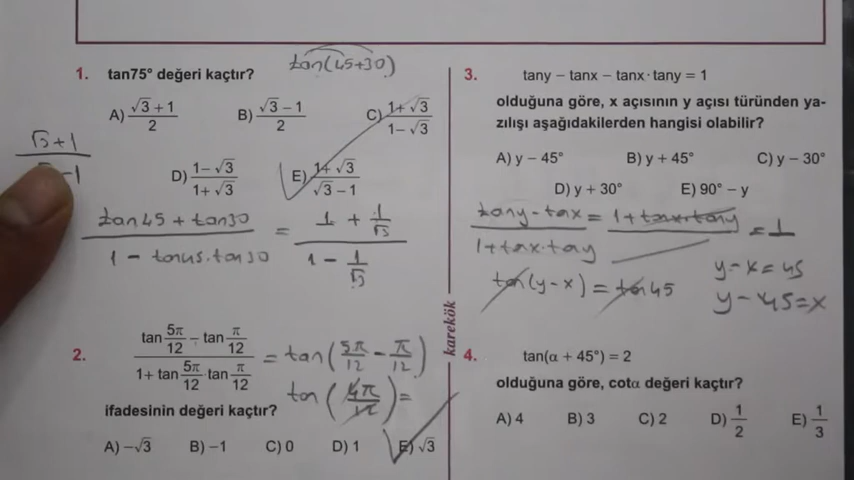 tan(45+30)
1. tan75° değeri kaçtır?
A) √3 + 1 / 2 B) √3 − 1 / 2 C) 1 + √3 / 1 − √3
D) 1 − √3 / 1 + √3 E) 1 + √3 / √3 − 1
√3 + 1
−1
tan45 + tan30 / 1 − tan45.tan30 = 1 + 1/√3 / 1 − 1/√3
2. tan 5π/12 − tan π/12 / 1 + tan 5π/12 · tan π/12 = tan(5π/12 − π/12)
tan(4π/12) =
ifadesinin değeri kaçtır?
A) −√3 B) −1 C) 0 D) 1 E) √3
karekök
3. tany − tanx − tanx · tany = 1
olduğuna göre, x açısının y açısı türünden ya-
zılışı aşağıdakilerden hangisi olabilir?
A) y − 45° B) y + 45° C) y − 30°
D) y + 30° E) 90° − y
tany − tax / 1 + tax.tay = 1 + tanx.tany = 1
tan(y − x) = tan45
y − x = 45
y − 45 = x
4. tan(α + 45°) = 2
olduğuna göre, cotα değeri kaçtır?
A) 4 B) 3 C) 2 D) 1/2 E) 1/3